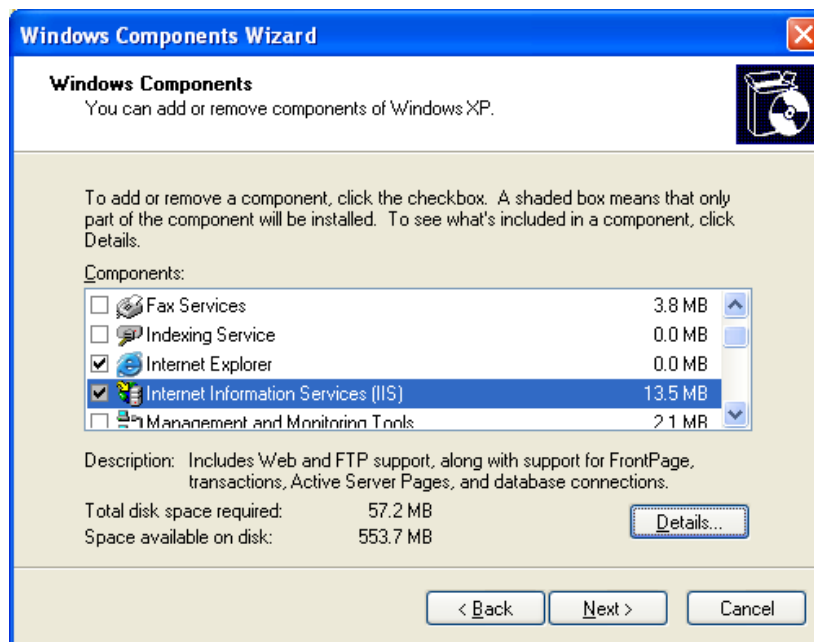 Windows Components Wizard
Windows Components
You can add or remove components of Windows XP.
To add or remove a component, click the checkbox. A shaded box means that only
part of the component will be installed. To see what's included in a component, click
Details.
Components:
Fax Services 3.8 MB
Indexing Service 0.0 MB
Internet Explorer 0.0 MB
Internet Information Services (IIS) 13.5 MB
Management and Monitoring Tools 2.1 MB
Description: Includes Web and FTP support, along with support for FrontPage,
transactions, Active Server Pages, and database connections.
Total disk space required: 57.2 MB
Space available on disk: 553.7 MB
Details...
< Back Next > Cancel